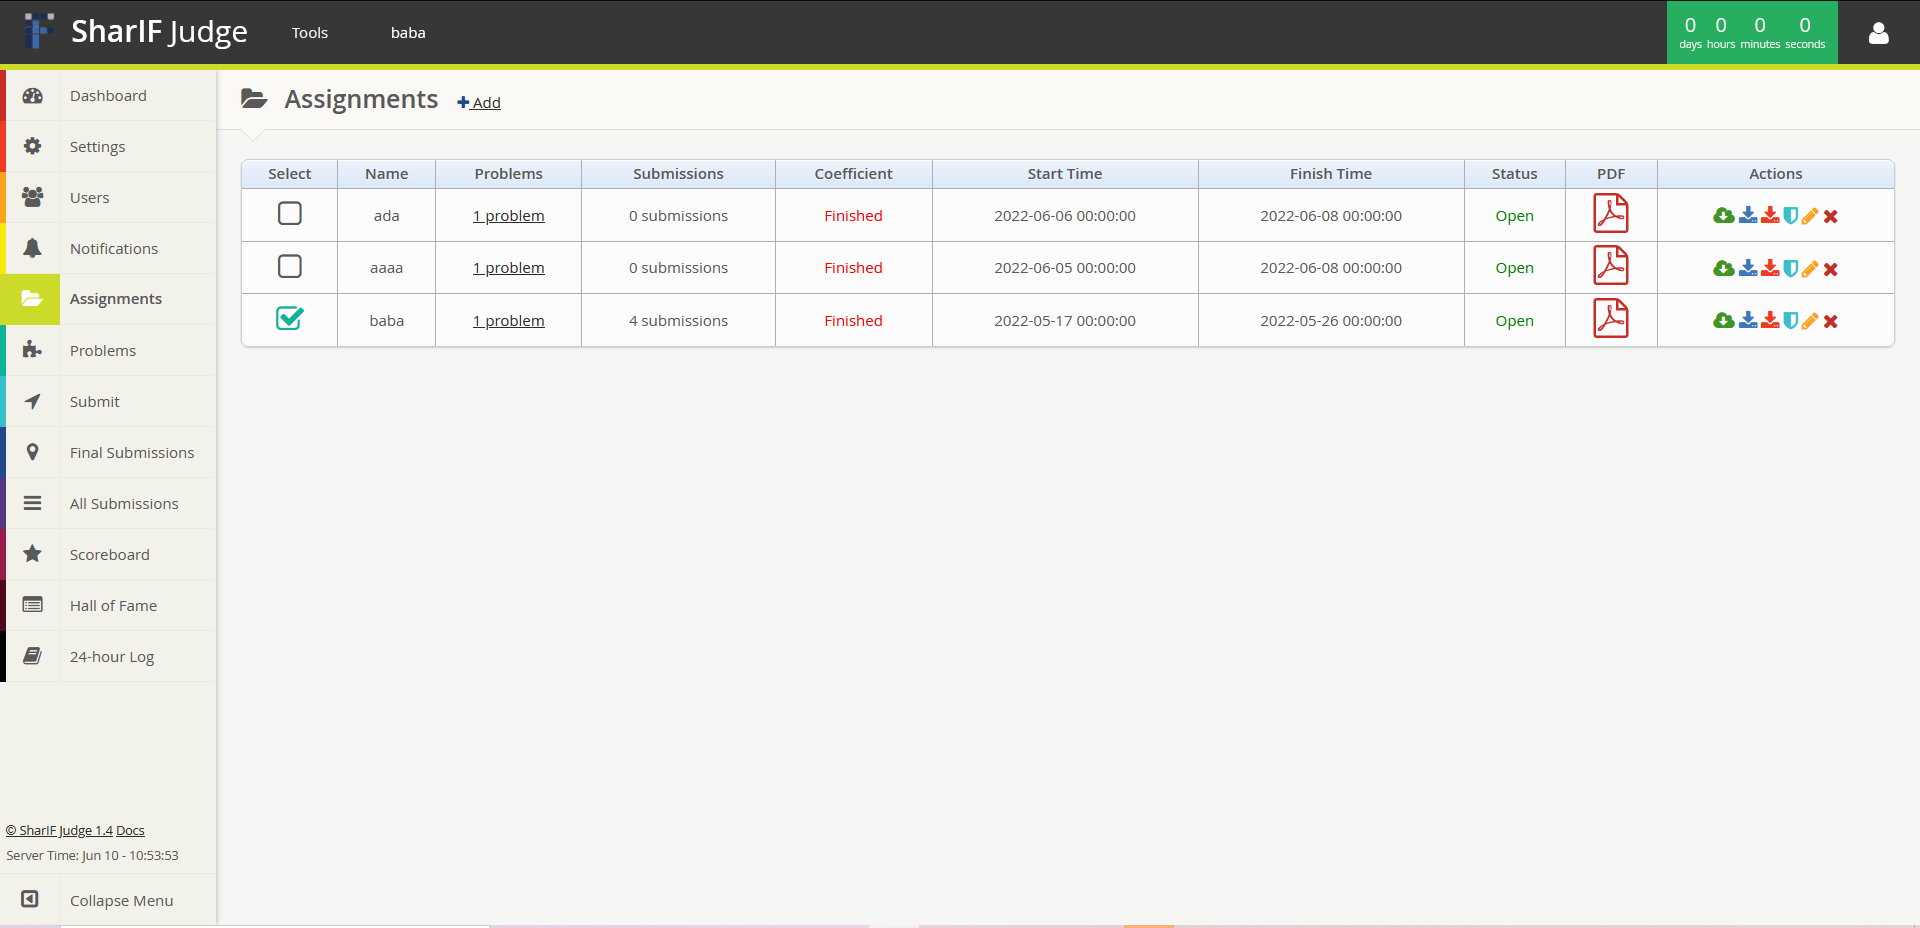 SharIF Judge
Tools
baba
0 0 0 0
days hours minutes seconds
Dashboard
Settings
Users
Notifications
Assignments
Problems
Submit
Final Submissions
All Submissions
Scoreboard
Hall of Fame
24-hour Log
© SharIF Judge 1.4 Docs
Server Time: Jun 10 - 10:53:53
Collapse Menu
Assignments Add
Select Name Problems Submissions Coefficient Start Time Finish Time Status PDF Actions
ada 1 problem 0 submissions Finished 2022-06-06 00:00:00 2022-06-08 00:00:00 Open
aaaa 1 problem 0 submissions Finished 2022-06-05 00:00:00 2022-06-08 00:00:00 Open
baba 1 problem 4 submissions Finished 2022-05-17 00:00:00 2022-05-26 00:00:00 Open